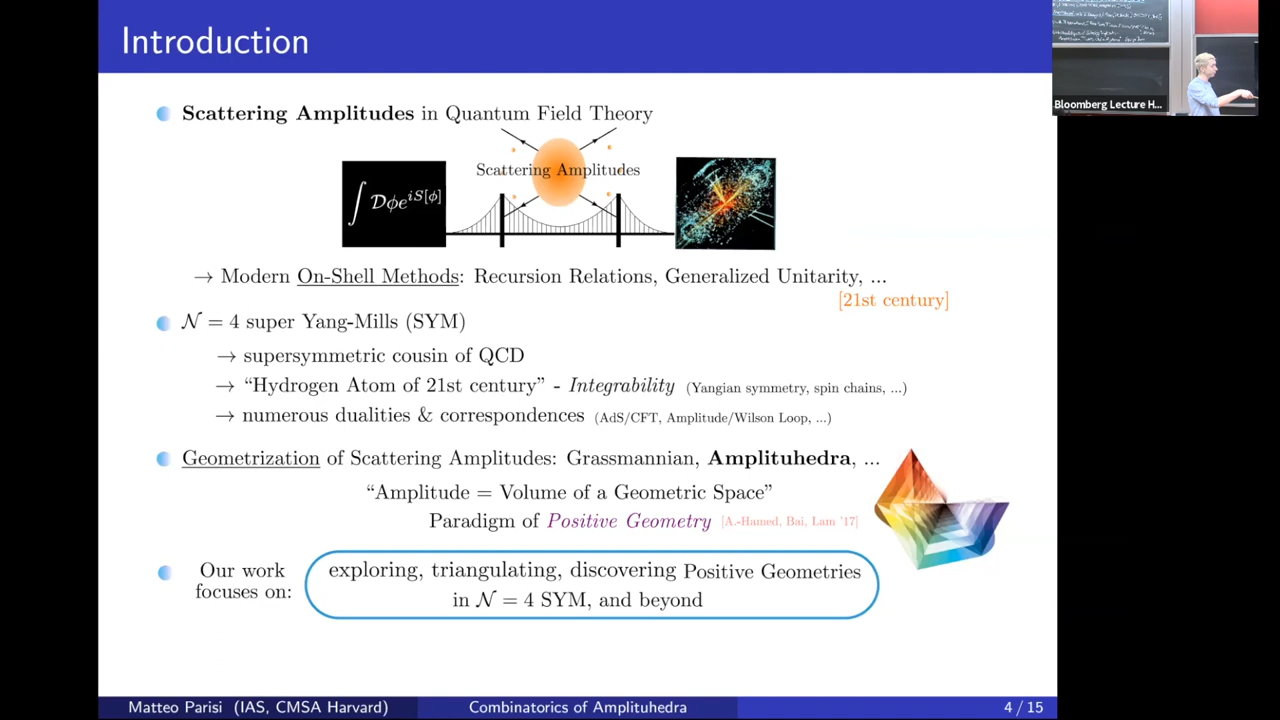 Introduction
Bloomberg Lecture H...
Scattering Amplitudes in Quantum Field Theory
Scattering Amplitudes
∫ 𝒟ϕe^{iS[ϕ]}
→ Modern On-Shell Methods: Recursion Relations, Generalized Unitarity, ...
[21st century]
𝒩 = 4 super Yang-Mills (SYM)
→ supersymmetric cousin of QCD
→ “Hydrogen Atom of 21st century” - Integrability (Yangian symmetry, spin chains, ...)
→ numerous dualities & correspondences (AdS/CFT, Amplitude/Wilson Loop, ...)
Geometrization of Scattering Amplitudes: Grassmannian, Amplituhedra, ...
“Amplitude = Volume of a Geometric Space”
Paradigm of Positive Geometry [A.-Hamed, Bai, Lam '17]
Our work
focuses on:
exploring, triangulating, discovering Positive Geometries
in 𝒩 = 4 SYM, and beyond
Matteo Parisi (IAS, CMSA Harvard) Combinatorics of Amplituhedra 4 / 15